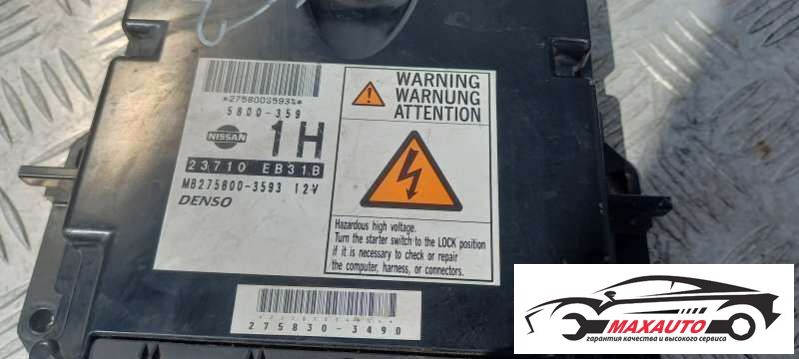 *2758003593%*
5800-359
NISSAN
1H
23710 EB31B
MB275800-3593 12V
DENSO
WARNING
WARNUNG
ATTENTION
Hazardous high voltage.
Turn the starter switch to the LOCK position
if it is necessary to check or repair
the computer, harness, or connectors.
275830-3490
MAXAUTO
гарантия качества и высокого сервиса